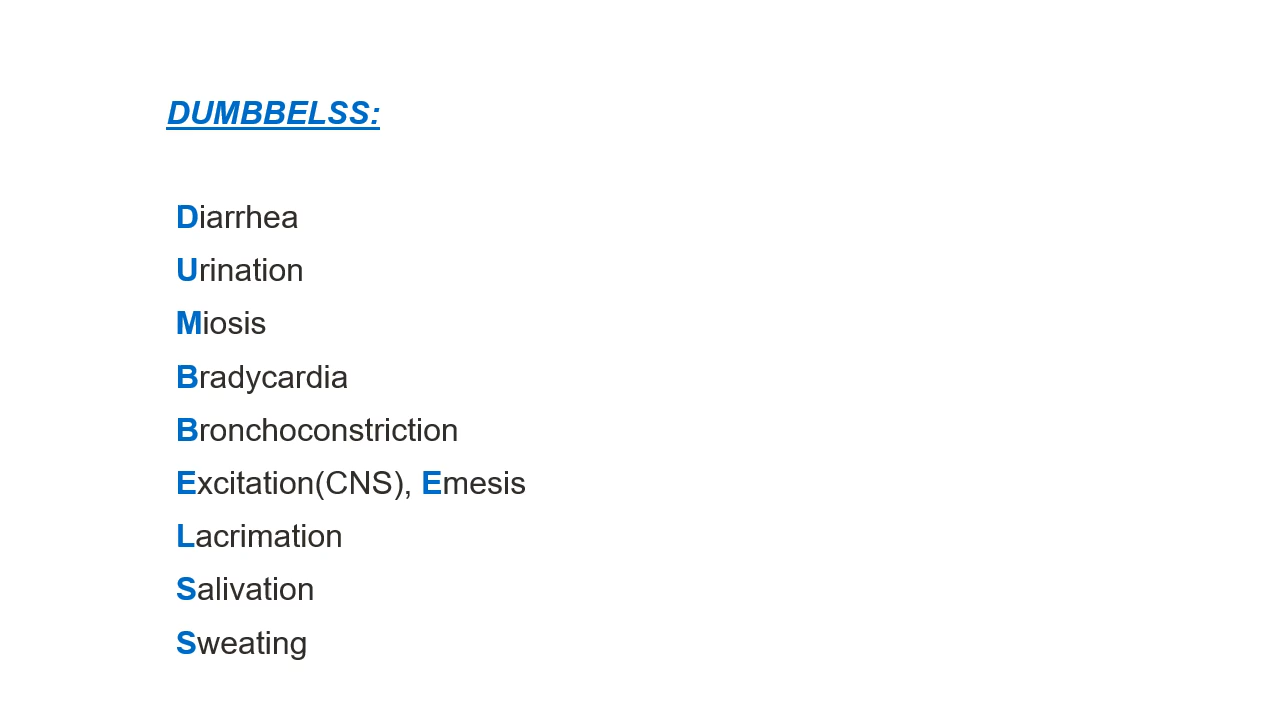 DUMBBELSS:
Diarrhea
Urination
Miosis
Bradycardia
Bronchoconstriction
Excitation(CNS), Emesis
Lacrimation
Salivation
Sweating